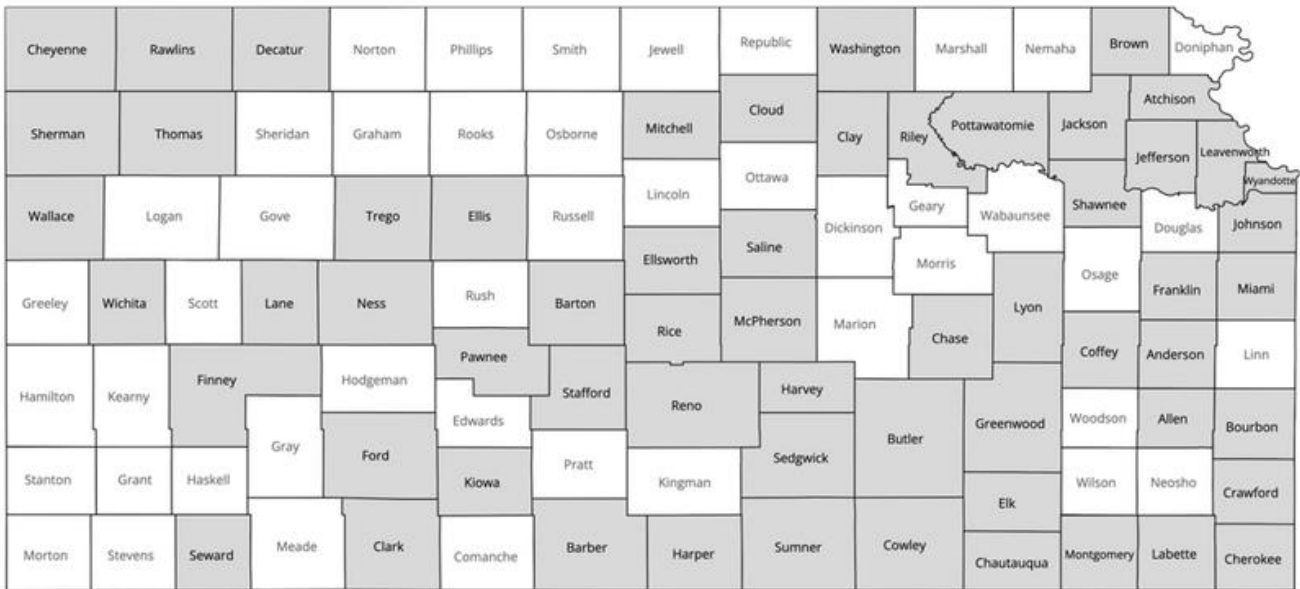 Cheyenne
Rawlins
Decatur
Norton
Phillips
Smith
Jewell
Republic
Washington
Marshall
Nemaha
Brown
Doniphan
Sherman
Thomas
Sheridan
Graham
Rooks
Osborne
Mitchell
Cloud
Clay
Riley
Pottawatomie
Jackson
Atchison
Jefferson
Leavenworth
Wyandotte
Wallace
Logan
Gove
Trego
Ellis
Russell
Lincoln
Ottawa
Dickinson
Geary
Wabaunsee
Shawnee
Douglas
Johnson
Ellsworth
Saline
Morris
Osage
Greeley
Wichita
Scott
Lane
Ness
Rush
Barton
Rice
McPherson
Marion
Chase
Lyon
Franklin
Miami
Hamilton
Kearny
Finney
Hodgeman
Pawnee
Stafford
Edwards
Reno
Harvey
Coffey
Anderson
Linn
Gray
Ford
Sedgwick
Butler
Greenwood
Woodson
Allen
Bourbon
Stanton
Grant
Haskell
Kiowa
Pratt
Kingman
Elk
Wilson
Neosho
Crawford
Morton
Stevens
Seward
Meade
Clark
Comanche
Barber
Harper
Sumner
Cowley
Chautauqua
Montgomery
Labette
Cherokee